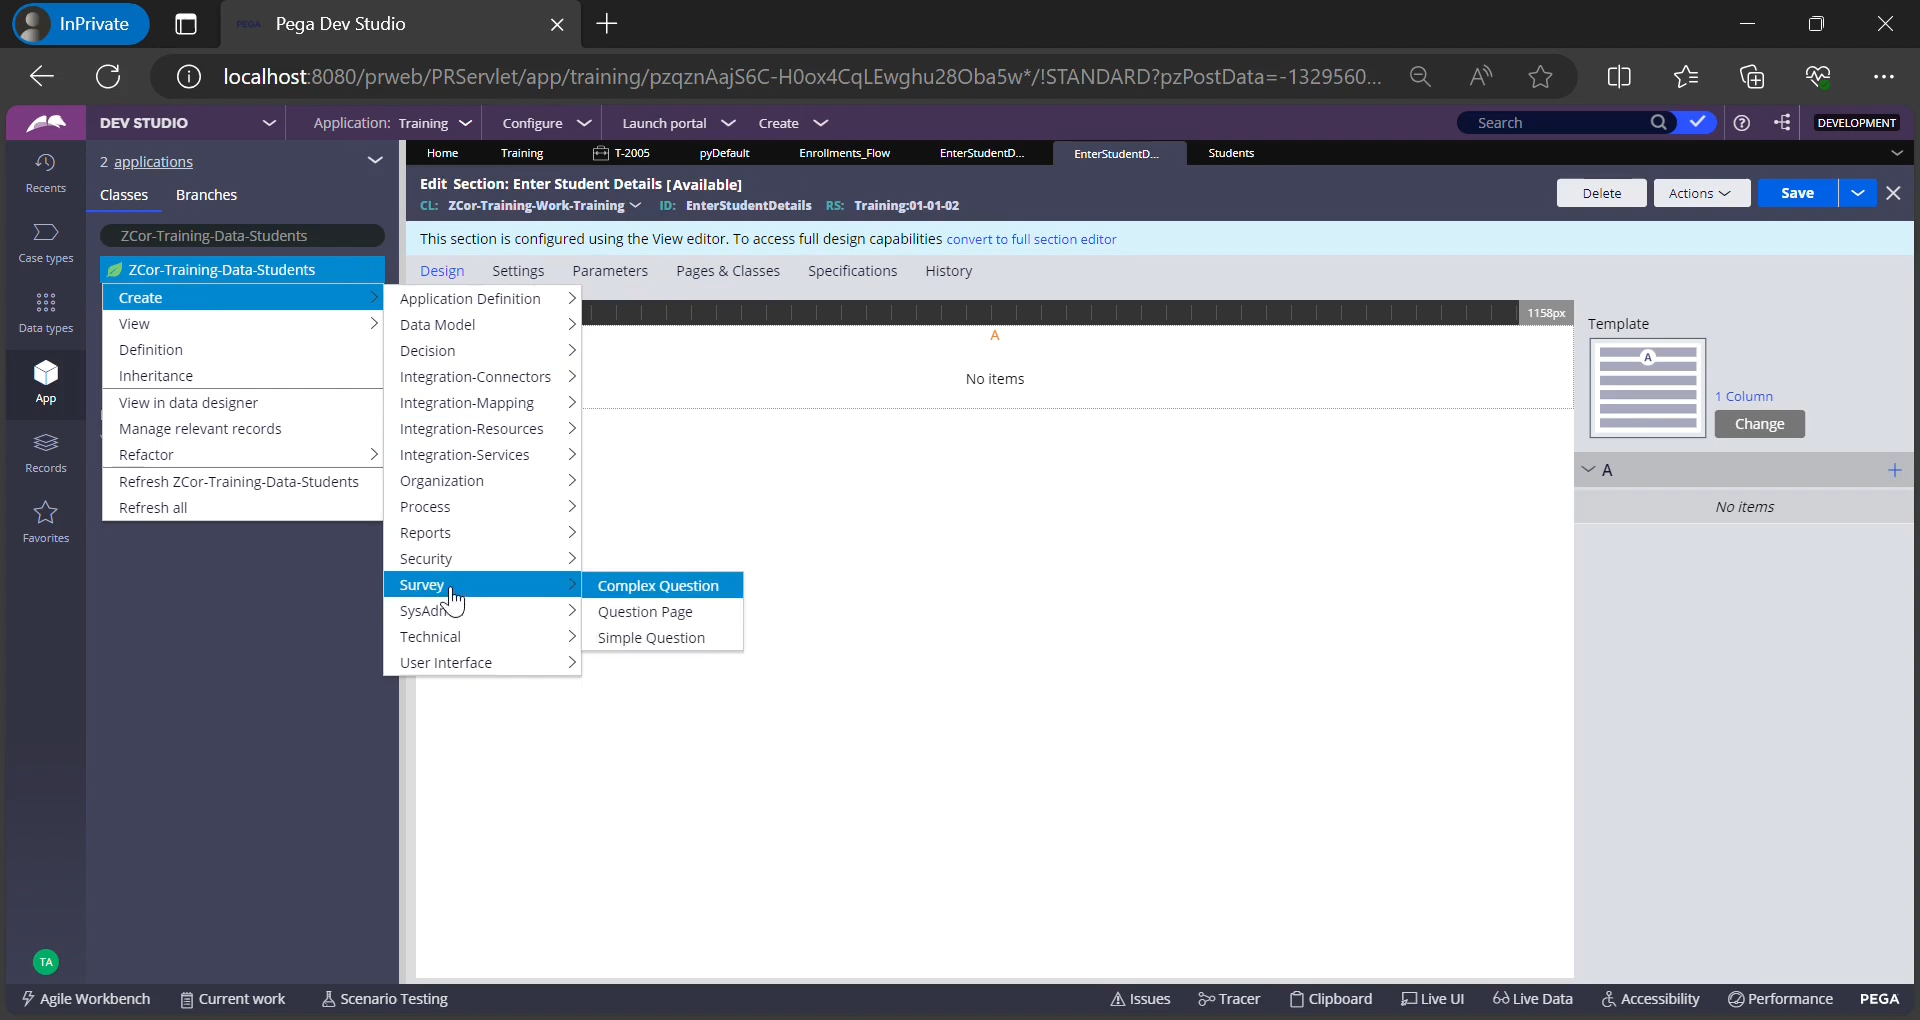 InPrivate
PEGA Pega Dev Studio
localhost:8080/prweb/PRServlet/app/training/pzqznAajS6C-H0ox4CqLEwghu28Oba5w*/!STANDARD?pzPostData=-1329560...
DEV STUDIO
Application: Training
Configure
Launch portal
Create
Search
DEVELOPMENT
Recents
Case types
Data types
App
Records
Favorites
TA
2 applications
Classes Branches
ZCor-Training-Data-Students
ZCor-Training-Data-Students
Create
View
Definition
Inheritance
View in data designer
Manage relevant records
Refactor
Refresh ZCor-Training-Data-Students
Refresh all
Application Definition
Data Model
Decision
Integration-Connectors
Integration-Mapping
Integration-Resources
Integration-Services
Organization
Process
Reports
Security
Survey
Technical
User Interface
Complex Question
Question Page
Simple Question
Home Training T-2005 pyDefault Enrollments_Flow EnterStudentD... EnterStudentD... Students
Edit Section: Enter Student Details [Available]
CL: ZCor-Training-Work-Training ID: EnterStudentDetails RS: Training:01-01-02
Delete Actions Save
This section is configured using the View editor. To access full design capabilities convert to full section editor
Design Settings Parameters Pages & Classes Specifications History
1158px
A
No items
Template
A
1 Column
Change
A
No items
Agile Workbench Current work Scenario Testing Issues Tracer Clipboard Live UI Live Data Accessibility Performance PEGA